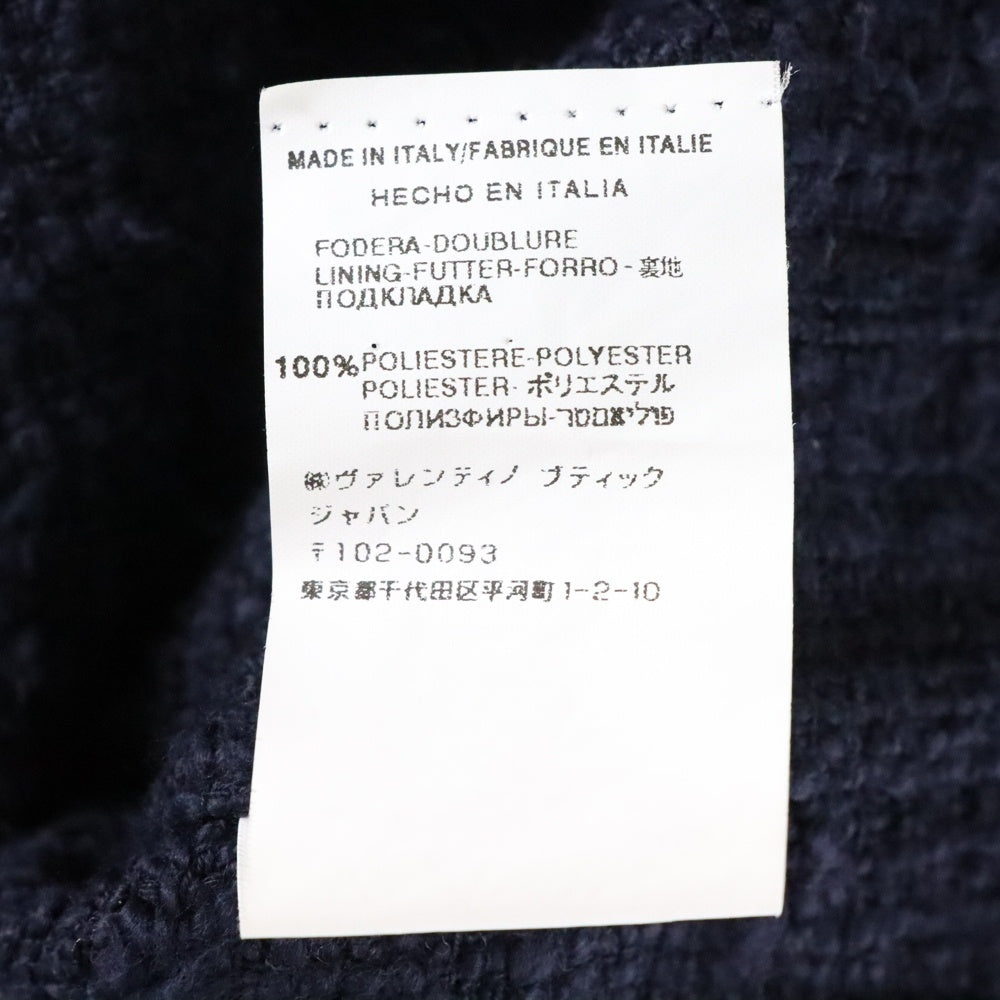 MADE IN ITALY/FABRIQUE EN ITALIE
HECHO EN ITALIA
FODERA-DOUBLURE
LINING-FUTTER-FORRO-裏地
ПОДКЛАДКА
100% POLIESTERE-POLYESTER
POLIESTER-ポリエステル
ПОЛИЭФИРЫ-פוליאסטר
㈱ヴァレンティノ ブティック
ジャパン
〒102-0093
東京都千代田区平河町1-2-10